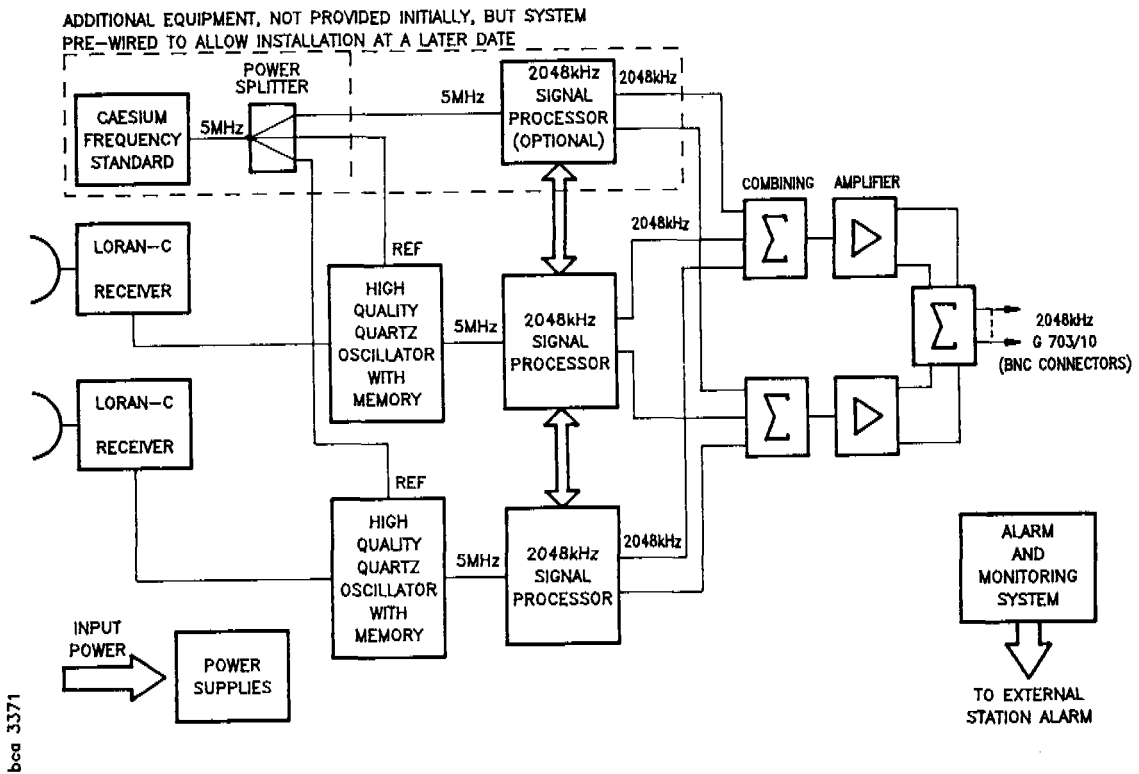 ADDITIONAL EQUIPMENT, NOT PROVIDED INITIALLY, BUT SYSTEM
PRE-WIRED TO ALLOW INSTALLATION AT A LATER DATE
POWER
SPLITTER
CAESIUM
FREQUENCY
STANDARD
5MHz
5MHz
2048kHz
SIGNAL
PROCESSOR
(OPTIONAL)
2048kHz
COMBINING
AMPLIFIER
LORAN-C
RECEIVER
REF
HIGH
QUALITY
QUARTZ
OSCILLATOR
WITH
MEMORY
5MHz
2048kHz
SIGNAL
PROCESSOR
2048kHz
Σ
▷
Σ
2048kHz
G 703/10
(BNC CONNECTORS)
LORAN-C
RECEIVER
Σ
▷
REF
HIGH
QUALITY
QUARTZ
OSCILLATOR
WITH
MEMORY
5MHz
2048kHz
SIGNAL
PROCESSOR
2048kHz
ALARM
AND
MONITORING
SYSTEM
TO EXTERNAL
STATION ALARM
INPUT
POWER
POWER
SUPPLIES
bca 3371